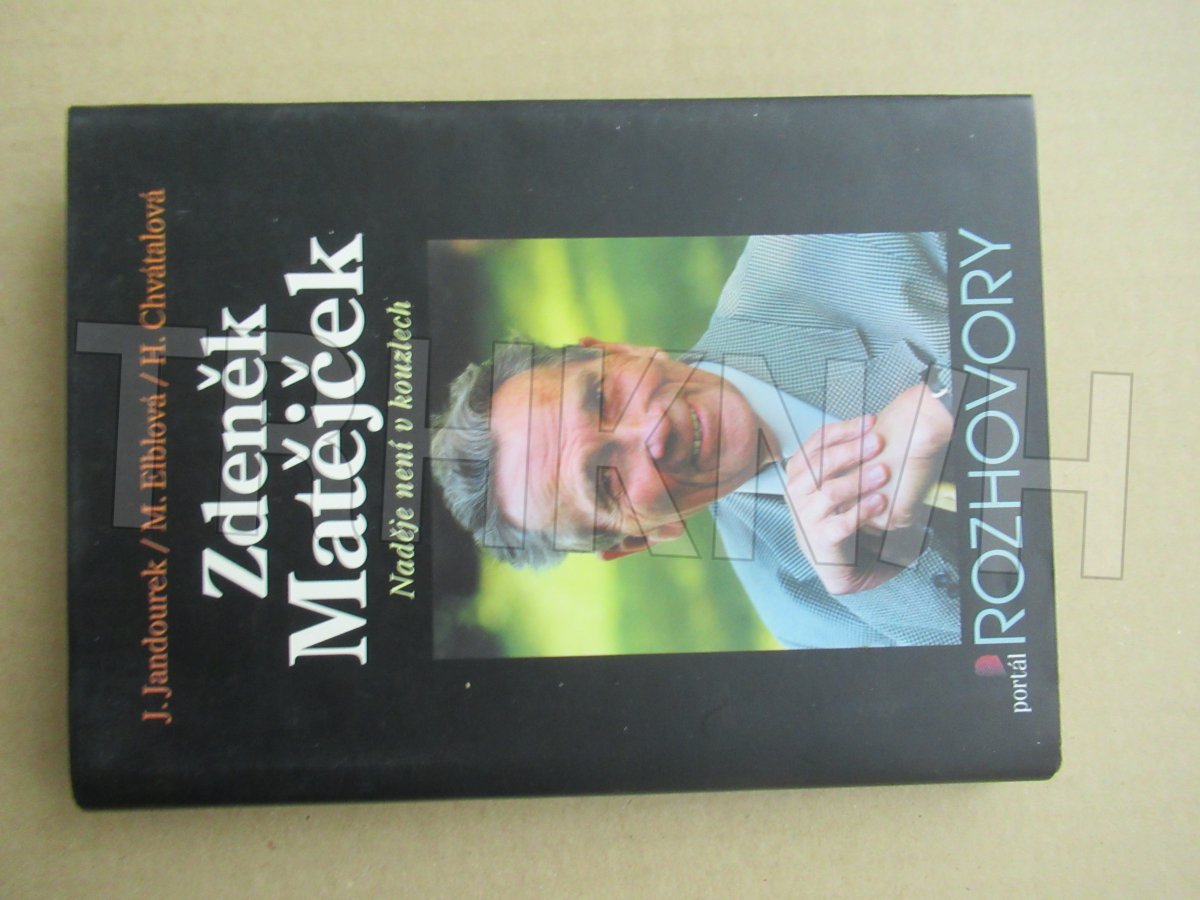 J. Jandourek / M. Elblová / H. Chvátalová
Zdeněk
Matějček
Naděje není v kouzlech
portál ROZHOVORY